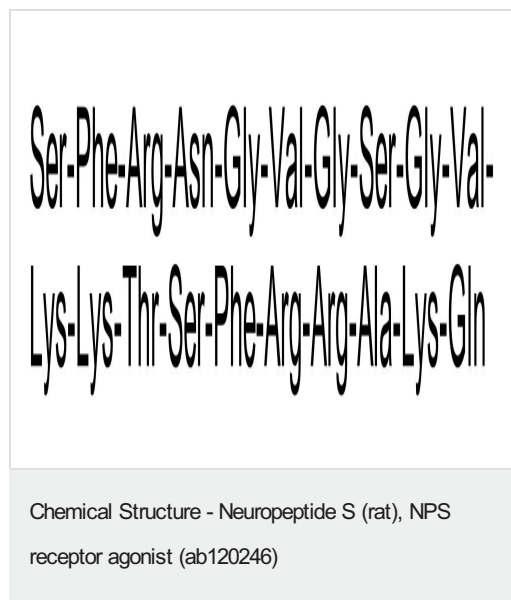 Ser-Phe-Arg-Asn-Gly-Val-Gly-Ser-Gly-Val-
Lys-Lys-Thr-Ser-Phe-Arg-Arg-Ala-Lys-Gln
Chemical Structure - Neuropeptide S (rat), NPS
receptor agonist (ab120246)